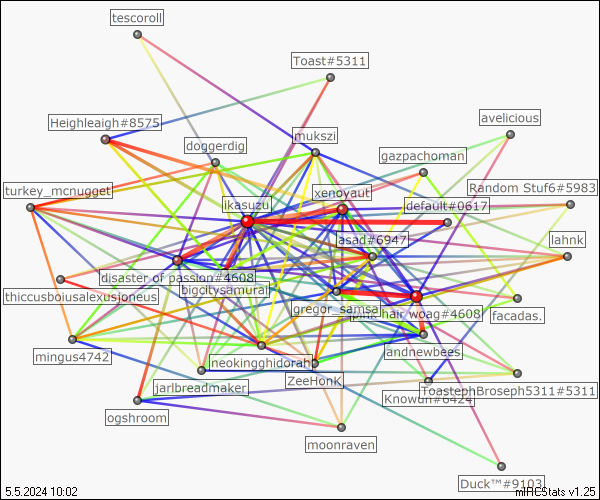 tescoroll
Toast#5311
avelicious
Heighleaigh#8575
mukszi
doggerdig
gazpachoman
turkey_mcnugget
xenoyaut
Random Stuf6#5983
ikasuzu
default#0617
asad#6947
lahnk
disaster of passion#4608
bigcitysamurai
thiccusboiusalexusjoneus
gregor_samsa
pink hair woag#4608
facadas.
mingus4742
neokingghidorah
andnewbees
jarlbreadmaker
ZeeHonk
ToastephBroseph5311#5311
Knowun#6424
ogshroom
moonraven
Duck™#9103
5.5.2024 10:02
mIRCStats v1.25